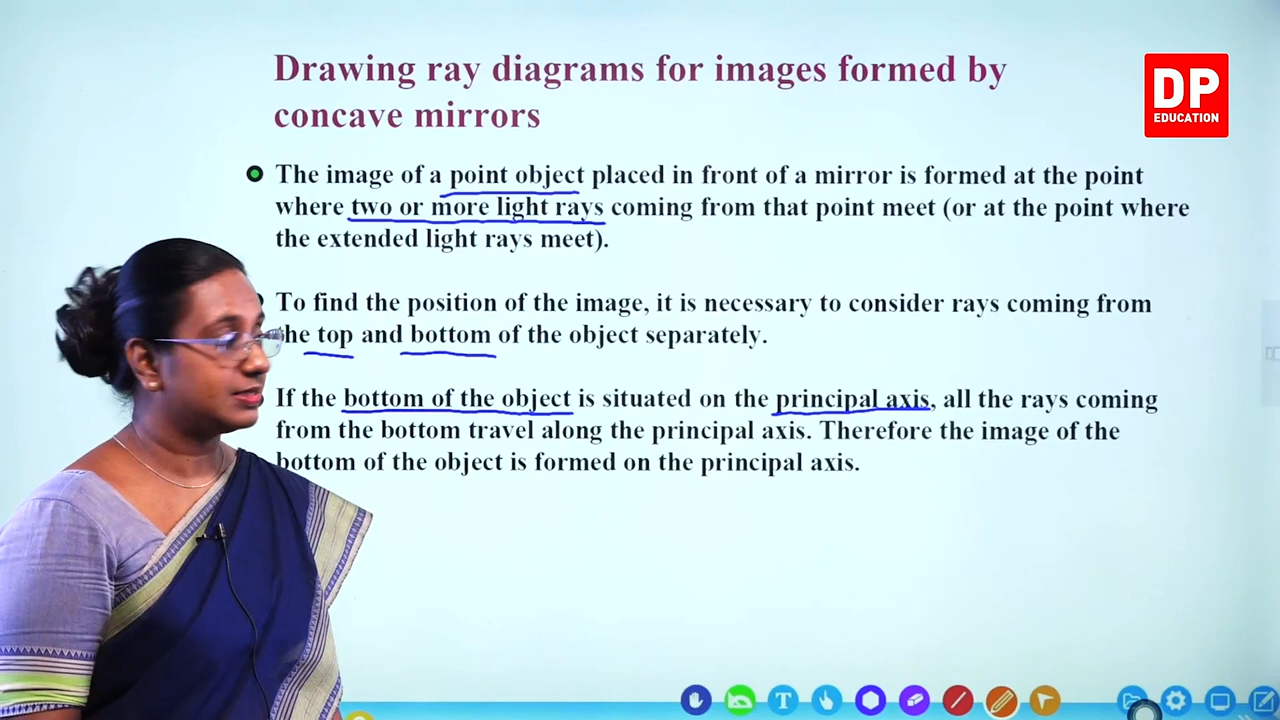 Drawing ray diagrams for images formed by
concave mirrors
DP
EDUCATION
The image of a point object placed in front of a mirror is formed at the point
where two or more light rays coming from that point meet (or at the point where
the extended light rays meet).
To find the position of the image, it is necessary to consider rays coming from
the top and bottom of the object separately.
If the bottom of the object is situated on the principal axis, all the rays coming
from the bottom travel along the principal axis. Therefore the image of the
bottom of the object is formed on the principal axis.
T